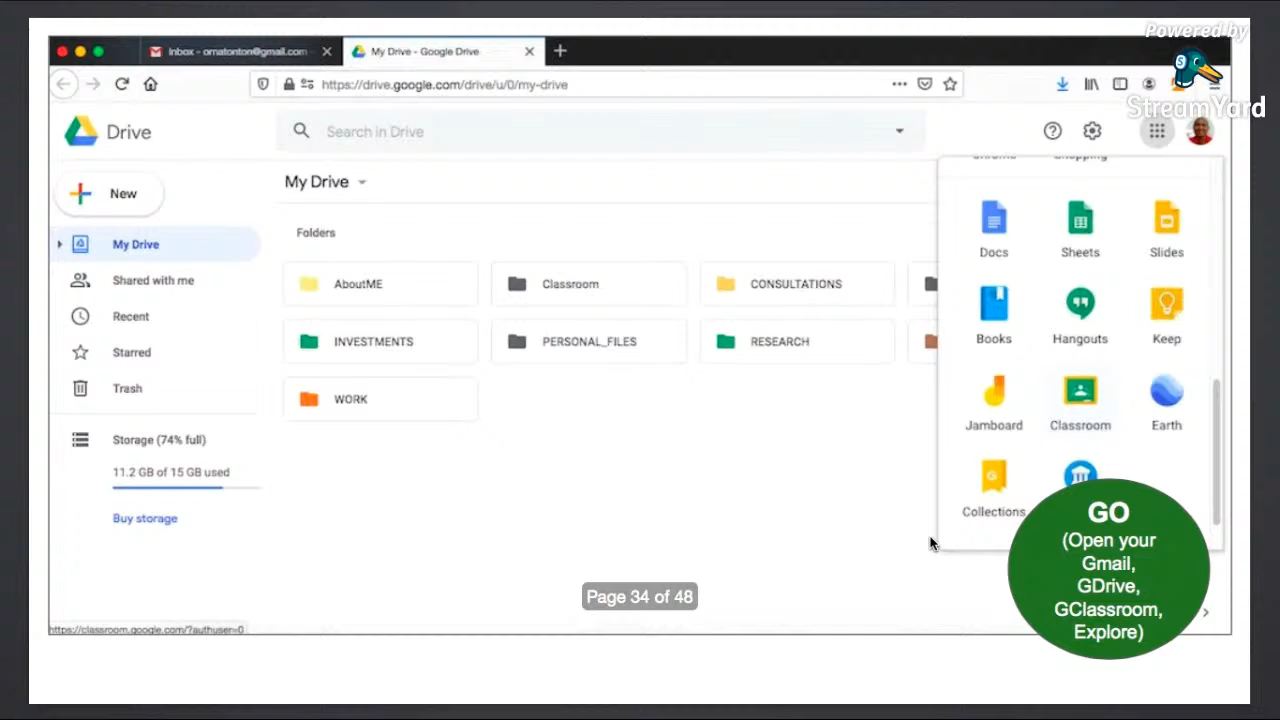 Powered by
StreamYard
Inbox - ornatonton@gmail.com
My Drive - Google Drive
https://drive.google.com/drive/u/0/my-drive
Drive
Search in Drive
New
My Drive
Shared with me
Recent
Starred
Trash
Storage (74% full)
11.2 GB of 15 GB used
Buy storage
My Drive
Folders
AboutME
Classroom
CONSULTATIONS
INVESTMENTS
PERSONAL_FILES
RESEARCH
WORK
Shopping
Docs
Sheets
Slides
Books
Hangouts
Keep
Jamboard
Classroom
Earth
Collections
GO
(Open your
Gmail,
GDrive,
GClassroom,
Explore)
Page 34 of 48
https://classroom.google.com/?authuser=0